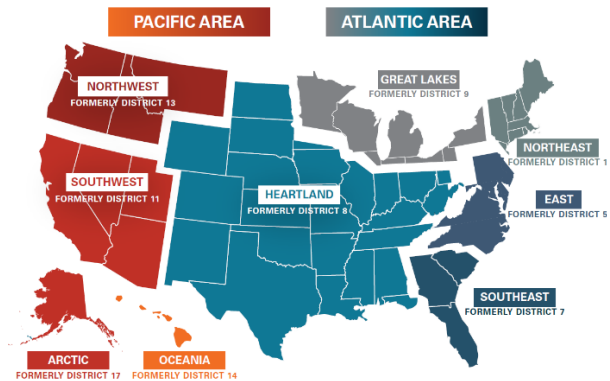 PACIFIC AREA
ATLANTIC AREA
NORTHWEST
FORMERLY DISTRICT 13
GREAT LAKES
FORMERLY DISTRICT 9
NORTHEAST
FORMERLY DISTRICT 1
SOUTHWEST
FORMERLY DISTRICT 11
HEARTLAND
FORMERLY DISTRICT 8
EAST
FORMERLY DISTRICT 5
SOUTHEAST
FORMERLY DISTRICT 7
ARCTIC
FORMERLY DISTRICT 17
OCEANIA
FORMERLY DISTRICT 14